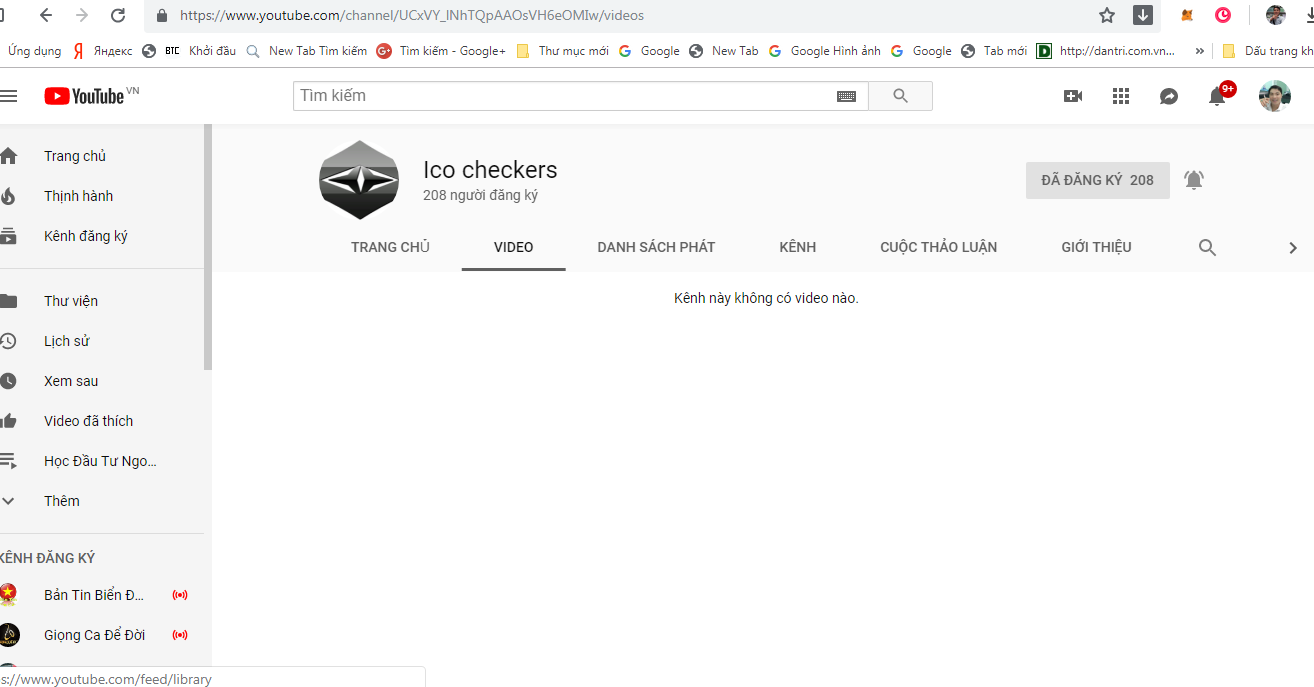 https://www.youtube.com/channel/UCxVY_lNhTQpAAOsVH6eOMIw/videos
Ứng dụng Яндекс BTC Khởi đầu New Tab Tìm kiếm Tìm kiếm - Google+ Thư mục mới Google New Tab Google Hình ảnh Google Tab mới http://dantri.com.vn... » Dấu trang kh
YouTube VN Tìm kiếm 9+
Trang chủ
Thịnh hành
Kênh đăng ký
Thư viện
Lịch sử
Xem sau
Video đã thích
Học Đầu Tư Ngo...
Thêm
KÊNH ĐĂNG KÝ
Bản Tin Biển Đ...
Giọng Ca Để Đời
Ico checkers
208 người đăng ký
ĐÃ ĐĂNG KÝ 208
TRANG CHỦ VIDEO DANH SÁCH PHÁT KÊNH CUỘC THẢO LUẬN GIỚI THIỆU
Kênh này không có video nào.
s://www.youtube.com/feed/library